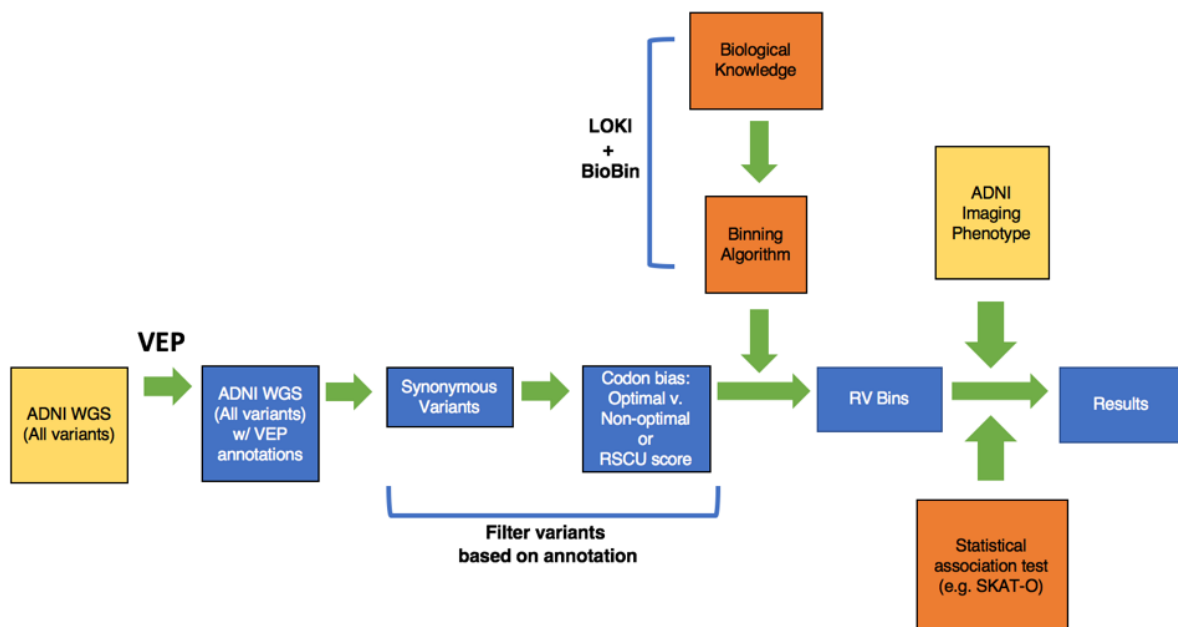 Biological
Knowledge
LOKI
+
BioBin
Binning
Algorithm
ADNI
Imaging
Phenotype
VEP
ADNI WGS
(All variants)
ADNI WGS
(All variants)
w/ VEP
annotations
Synonymous
Variants
Codon bias:
Optimal v.
Non-optimal
or
RSCU score
RV Bins
Results
Filter variants
based on annotation
Statistical
association test
(e.g. SKAT-O)